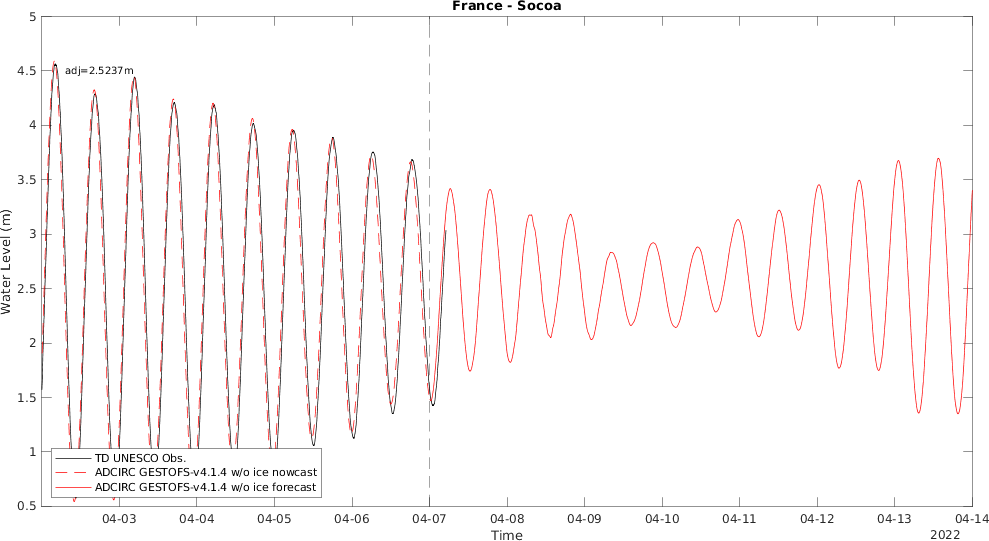 France - Socoa
5
4.5
4
3.5
3
2.5
2
1.5
1
0.5
Water Level (m)
adj=2.5237m
TD UNESCO Obs.
ADCIRC GESTOFS-v4.1.4 w/o ice nowcast
ADCIRC GESTOFS-v4.1.4 w/o ice forecast
04-03 04-04 04-05 04-06 04-07 04-08 04-09 04-10 04-11 04-12 04-13 04-14
Time
2022